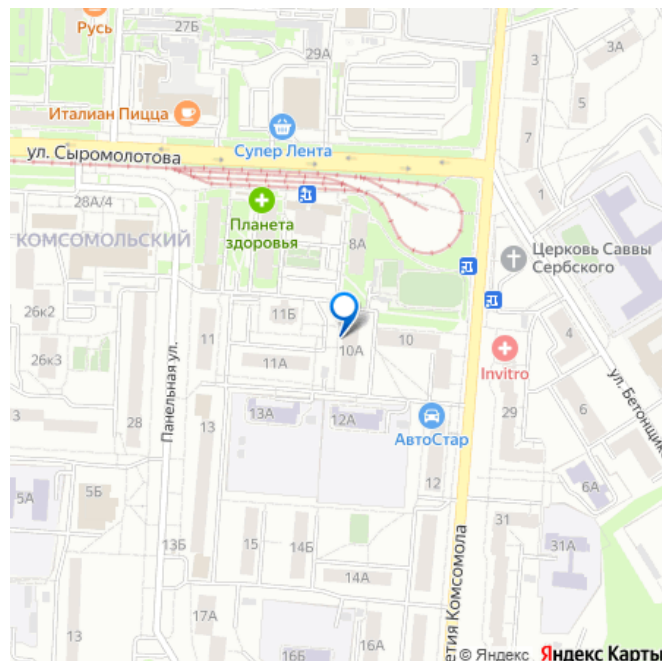 Русь
27Б
3А
3
29А
7
Италиан Пицца
5
Супер Лента
ул. Сыромолотова
28А/4
1
Планета
здоровья
КОМСОМОЛЬСКИЙ
8А
Церковь Саввы
Сербского
26к2
11Б
11
10
4
10А
26к3
11А
Invitro
ул. Бетонщик
Панельная ул.
3
13А
12А
29
6
28
13
АвтоСтар
12
5Б
5А
6А
31
13Б
15
14Б
31А
14А
етия Комсомола
17А
13
16Б
16А
© Яндекс Яндекс Карты